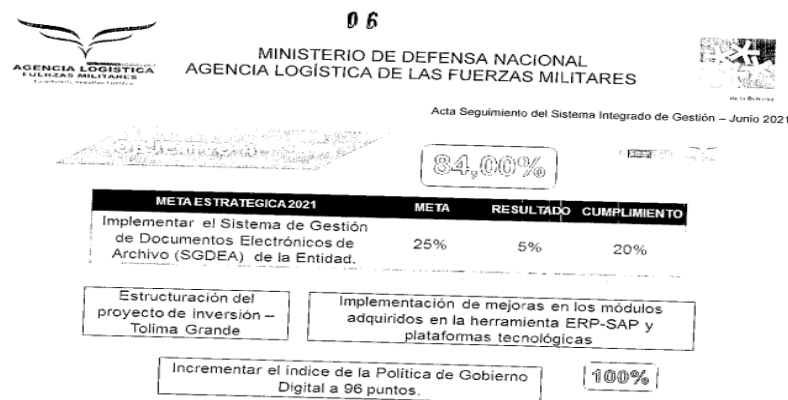 06
AGENCIA LOGÍSTICA
FUERZAS MILITARES
MINISTERIO DE DEFENSA NACIONAL
AGENCIA LOGÍSTICA DE LAS FUERZAS MILITARES
Acta Seguimiento del Sistema Integrado de Gestión – Junio 2021
84,00%
META ESTRATEGICA 2021 META RESULTADO CUMPLIMIENTO
Implementar el Sistema de Gestión
de Documentos Electrónicos de
Archivo (SGDEA) de la Entidad.
25% 5% 20%
Estructuración del
proyecto de inversión –
Tolima Grande
Implementación de mejoras en los módulos
adquiridos en la herramienta ERP-SAP y
plataformas tecnológicas
Incrementar el índice de la Política de Gobierno
Digital a 96 puntos.
100%